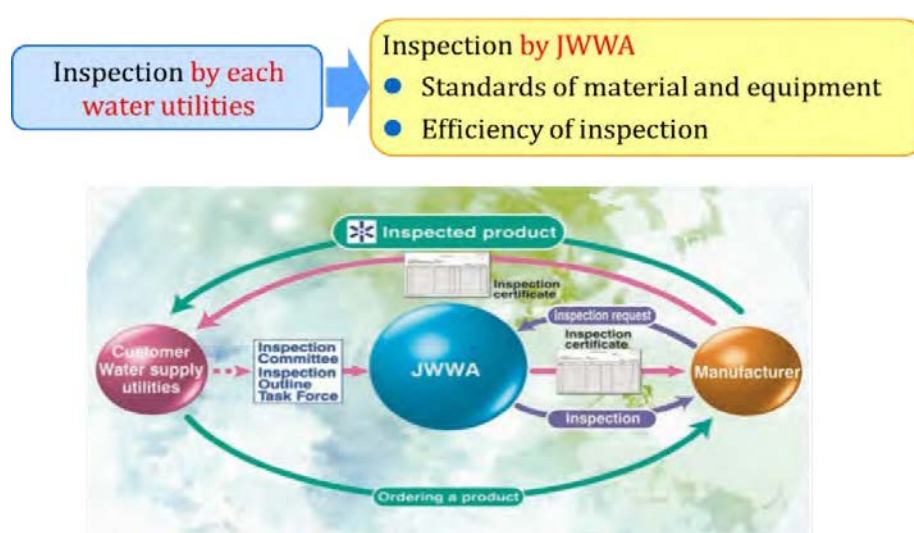 Inspection by each
water utilities
Inspection by JWWA
● Standards of material and equipment
● Efficiency of inspection
Inspected product
Inspection
certificate
Inspection request
Inspection
certificate
Customer
Water supply
utilities
Inspection
Committee
Inspection
Outline
Task Force
JWWA
Manufacturer
Inspection
Ordering a product